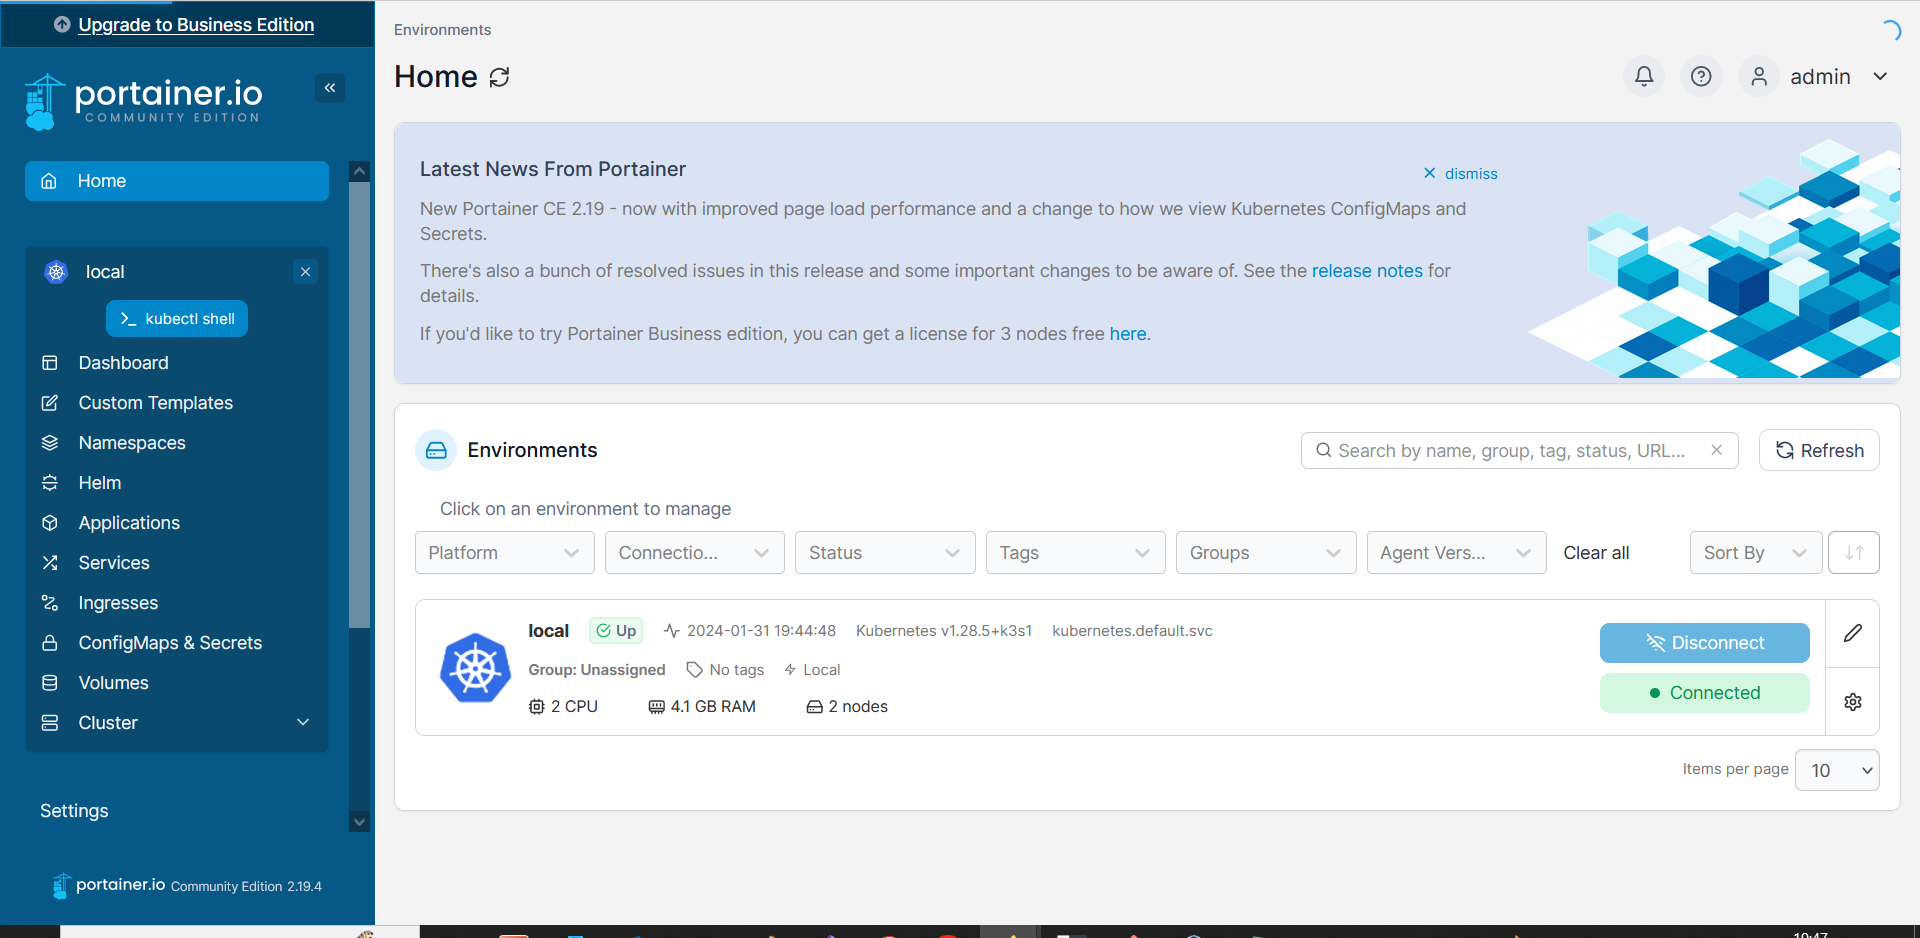 Upgrade to Business Edition
portainer.io
COMMUNITY EDITION
Home
local
kubectl shell
Dashboard
Custom Templates
Namespaces
Helm
Applications
Services
Ingresses
ConfigMaps & Secrets
Volumes
Cluster
Settings
portainer.io Community Edition 2.19.4
Environments
Home
admin
Latest News From Portainer
dismiss
New Portainer CE 2.19 - now with improved page load performance and a change to how we view Kubernetes ConfigMaps and
Secrets.
There's also a bunch of resolved issues in this release and some important changes to be aware of. See the release notes for
details.
If you'd like to try Portainer Business edition, you can get a license for 3 nodes free here.
Environments
Search by name, group, tag, status, URL...
Refresh
Click on an environment to manage
Platform Connectio... Status Tags Groups Agent Vers... Clear all Sort By
local Up 2024-01-31 19:44:48 Kubernetes v1.28.5+k3s1 kubernetes.default.svc
Group: Unassigned No tags Local
2 CPU 4.1 GB RAM 2 nodes
Disconnect
Connected
Items per page 10